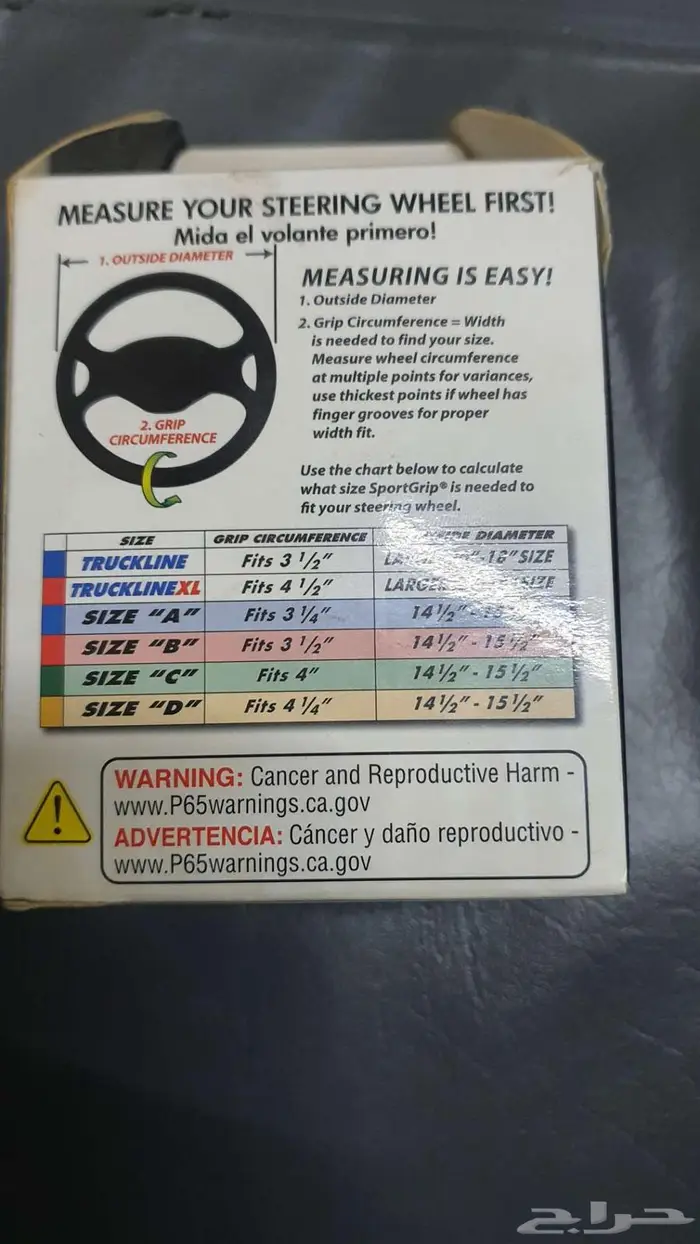 MEASURE YOUR STEERING WHEEL FIRST!
Mida el volante primero!
1. OUTSIDE DIAMETER
2. GRIP
CIRCUMFERENCE
MEASURING IS EASY!
1. Outside Diameter
2. Grip Circumference = Width
is needed to find your size.
Measure wheel circumference
at multiple points for variances,
use thickest points if wheel has
finger grooves for proper
width fit.
Use the chart below to calculate
what size SportGrip® is needed to
fit your steering wheel.
SIZE GRIP CIRCUMFERENCE DIAMETER
TRUCKLINE Fits 3 1/2" 18" SIZE
TRUCKLINEXL Fits 4 1/2" LARGER SIZE
SIZE "A" Fits 3 1/4" 14 1/2" -
SIZE "B" Fits 3 1/2" 14 1/2" - 15 1/2"
SIZE "C" Fits 4" 14 1/2" - 15 1/2"
SIZE "D" Fits 4 1/4" 14 1/2" - 15 1/2"
WARNING: Cancer and Reproductive Harm -
www.P65warnings.ca.gov
ADVERTENCIA: Cáncer y daño reproductivo -
www.P65warnings.ca.gov
حراج